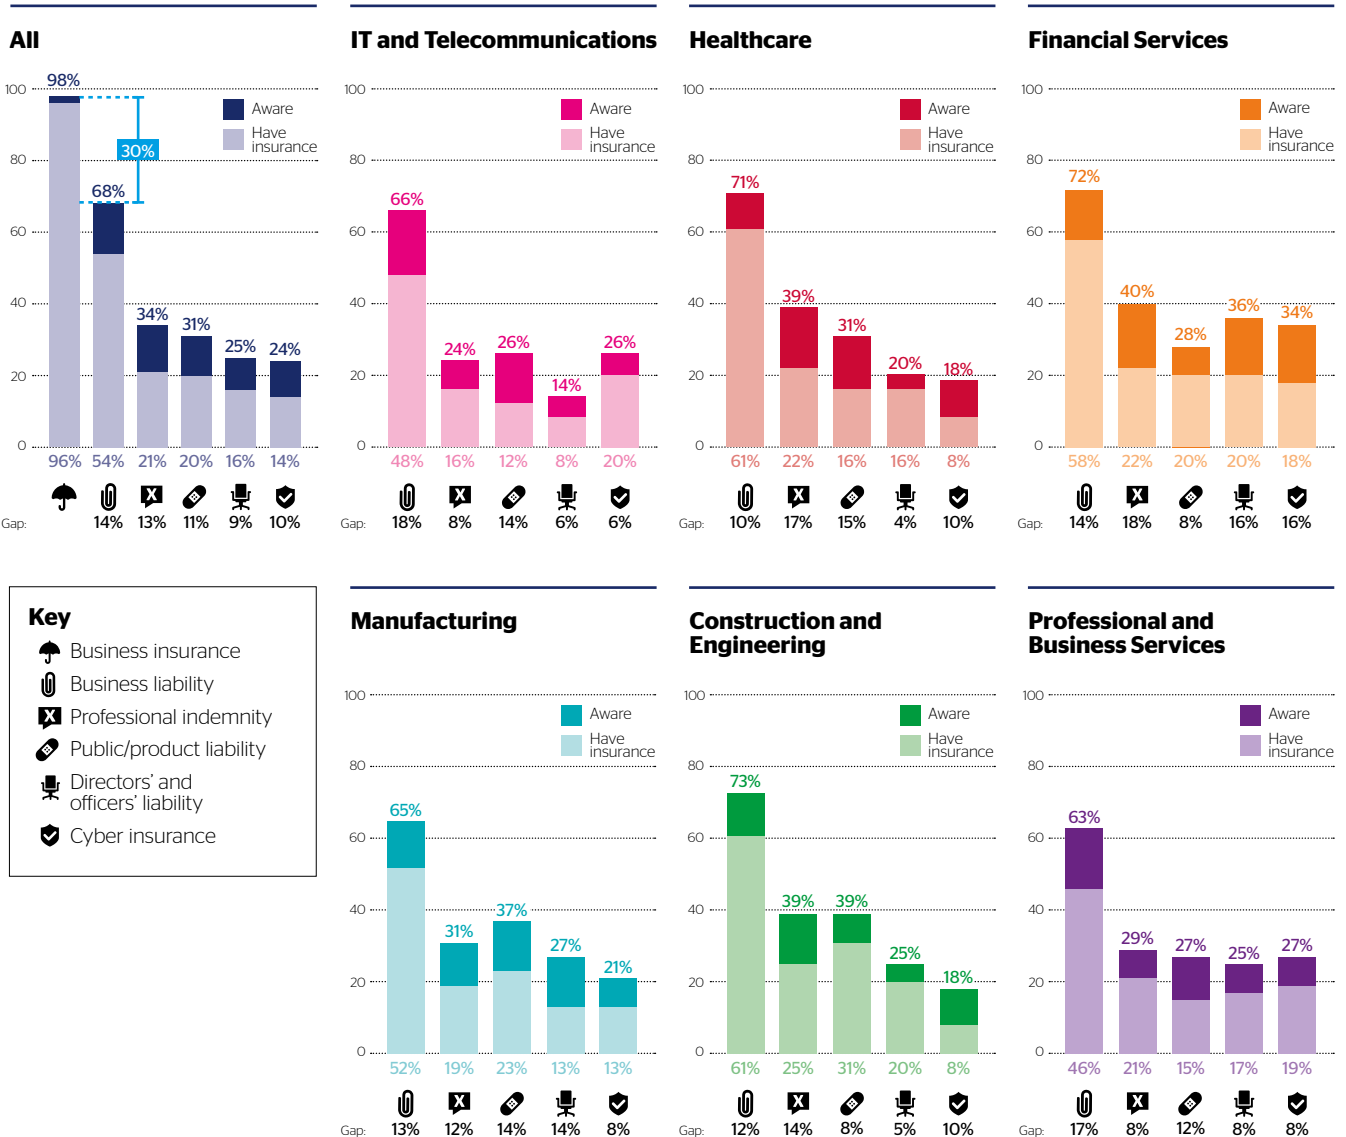 All
98%
100
Aware
Have
insurance
30%
80
68%
60
40
34%
31%
25%
24%
20
0
96% 54% 21% 20% 16% 14%
X
Gap: 14% 13% 11% 9% 10%
IT and Telecommunications
100
Aware
Have
insurance
80
66%
60
40
24%
26%
14%
26%
20
0
48% 16% 12% 8% 20%
X
Gap: 18% 8% 14% 6% 6%
Healthcare
100
Aware
Have
insurance
80
71%
60
40
39%
31%
20%
18%
20
0
61% 22% 16% 16% 8%
X
Gap: 10% 17% 15% 4% 10%
Financial Services
100
Aware
Have
insurance
80
72%
60
40
40%
28%
36%
34%
20
0
58% 22% 20% 20% 18%
X
Gap: 14% 18% 8% 16% 16%
Key
Business insurance
Business liability
X Professional indemnity
Public/product liability
Directors' and
officers' liability
Cyber insurance
Manufacturing
100
Aware
Have
insurance
80
65%
60
40
31%
37%
27%
21%
20
0
52% 19% 23% 13% 13%
X
Gap: 13% 12% 14% 14% 8%
Construction and
Engineering
100
Aware
Have
insurance
80
73%
60
40
39%
39%
25%
18%
20
0
61% 25% 31% 20% 8%
X
Gap: 12% 14% 8% 5% 10%
Professional and
Business Services
100
Aware
Have
insurance
80
63%
60
40
29%
27%
25%
27%
20
0
46% 21% 15% 17% 19%
X
Gap: 17% 8% 12% 8% 8%